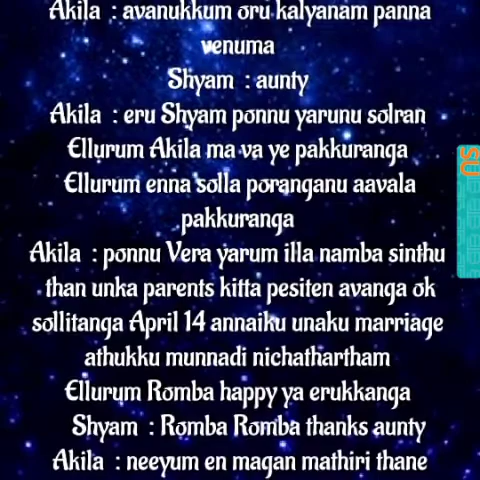 Akila : avanukkum oru kalyanam panna
venuma
Shyam : aunty
Akila : eru Shyam ponnu yarunu solran
Ellurum Akila ma va ye pakkuranga
Ellurum enna solla poranganu aavala
pakkuranga
Akila : ponnu Vera yarum illa namba sinthu
than unka parents kitta pesiten avanga ok
sollitanga April 14 annaiku unaku marriage
athukku munnadi nichathartham
Ellurum Romba happy ya erukkanga
Shyam : Romba Romba thanks aunty
Akila : neeyum en magan mathiri thane